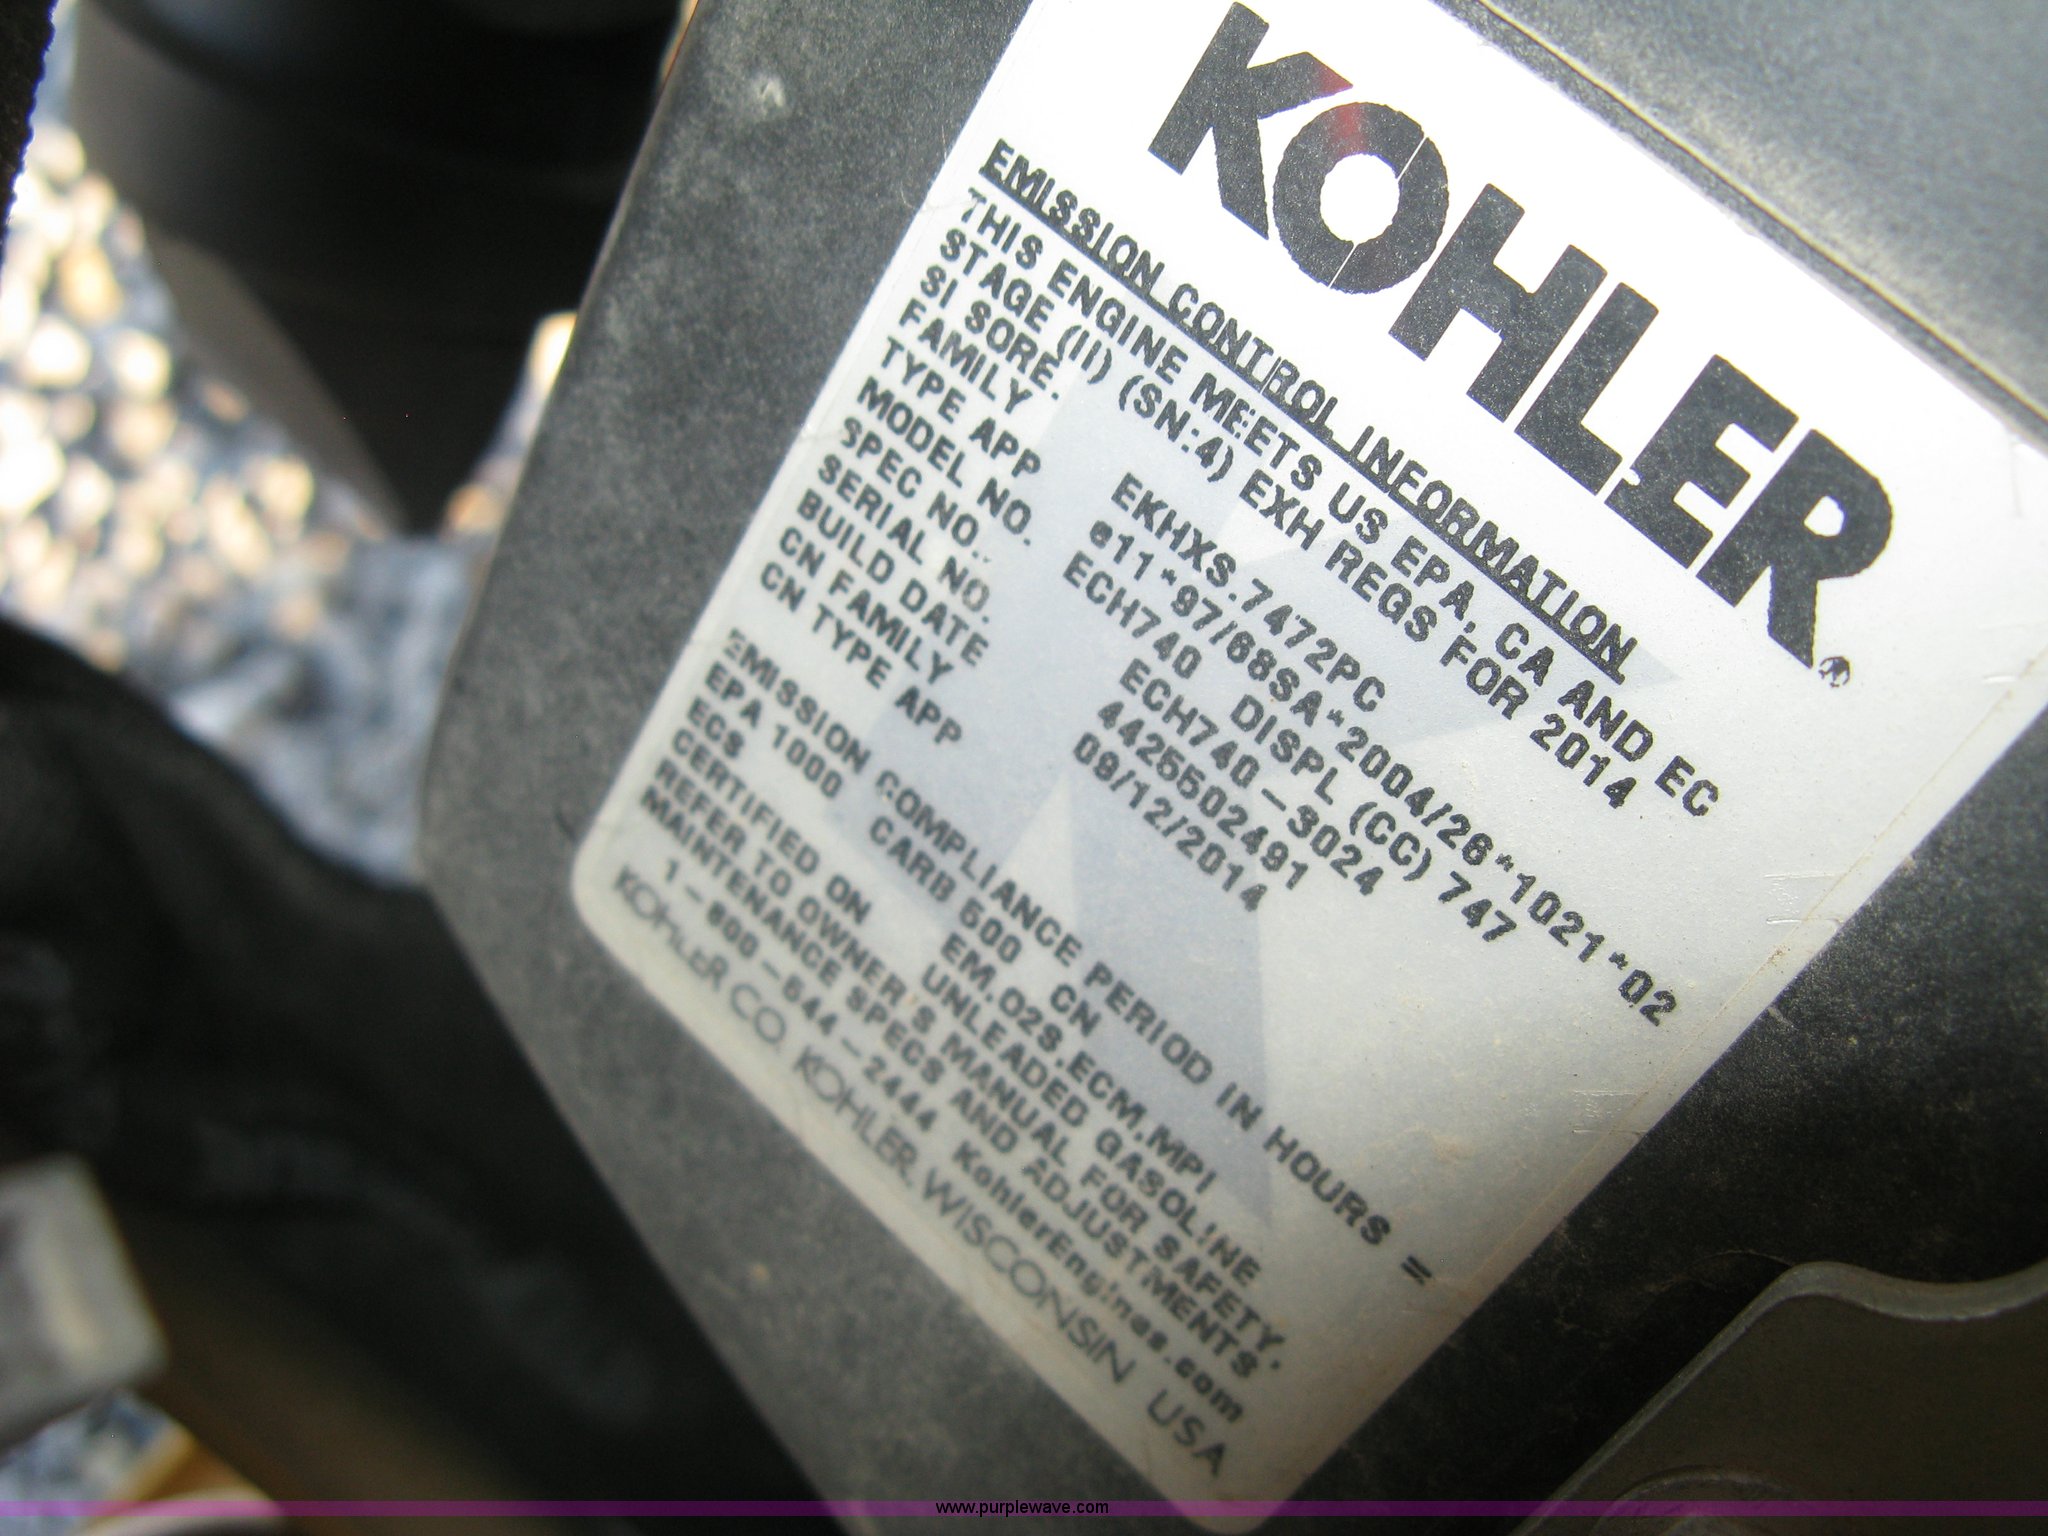 KOHLER®
EMISSION CONTROL INFORMATION
THIS ENGINE MEETS US EPA, CA AND EC
STAGE (II) (SN:4) EXH REGS FOR 2014
SI SORE.
FAMILY EKHXS.7472PC
TYPE APP e11*97/68SA*2004/26*1021*02
MODEL NO. ECH740 DISPL (CC) 747
SPEC NO. ECH740-3024
SERIAL NO. 4425502491
BUILD DATE 09/12/2014
CN FAMILY
CN TYPE APP
EMISSION COMPLIANCE PERIOD IN HOURS =
EPA 1000 CARB 500 CN
ECS EM,O2S,ECM,MPI
CERTIFIED ON UNLEADED GASOLINE
REFER TO OWNER'S MANUAL FOR SAFETY,
MAINTENANCE SPECS AND ADJUSTMENTS
1-800-544-2444 KohlerEngines.com
KOHLER CO. KOHLER, WISCONSIN USA
www.purplewave.com